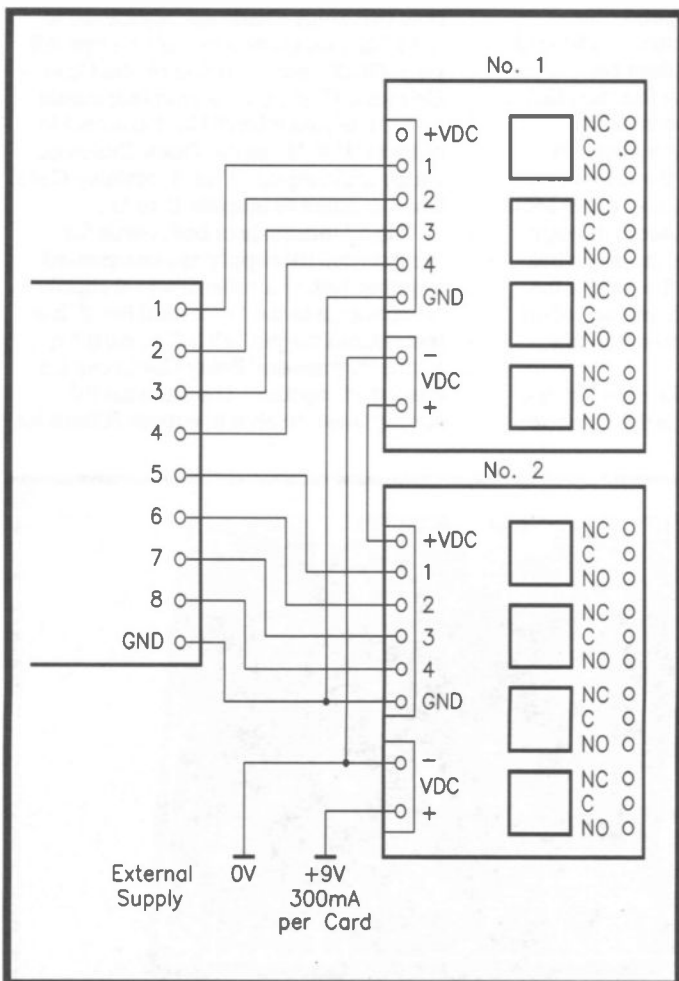 1
2
3
4
5
6
7
8
GND
No. 1
+VDC
1
2
3
4
GND
−
VDC
+
NC
C
NO
NC
C
NO
NC
C
NO
NC
C
NO
No. 2
+VDC
1
2
3
4
GND
−
VDC
+
NC
C
NO
NC
C
NO
NC
C
NO
NC
C
NO
External
Supply
0V
+9V
300mA
per Card